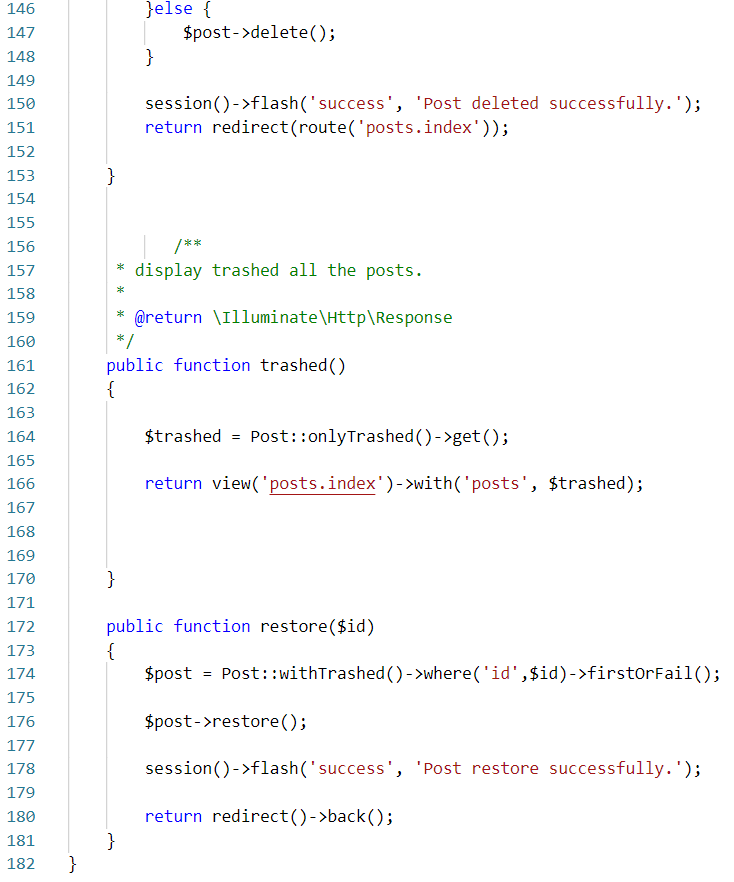 146 }else {
147 $post->delete();
148 }
149
150 session()->flash('success', 'Post deleted successfully.');
151 return redirect(route('posts.index'));
152
153 }
154
155
156 /**
157 * display trashed all the posts.
158 *
159 * @return \Illuminate\Http\Response
160 */
161 public function trashed()
162 {
163
164 $trashed = Post::onlyTrashed()->get();
165
166 return view('posts.index')->with('posts', $trashed);
167
168
169
170 }
171
172 public function restore($id)
173 {
174 $post = Post::withTrashed()->where('id',$id)->firstOrFail();
175
176 $post->restore();
177
178 session()->flash('success', 'Post restore successfully.');
179
180 return redirect()->back();
181 }
182 }